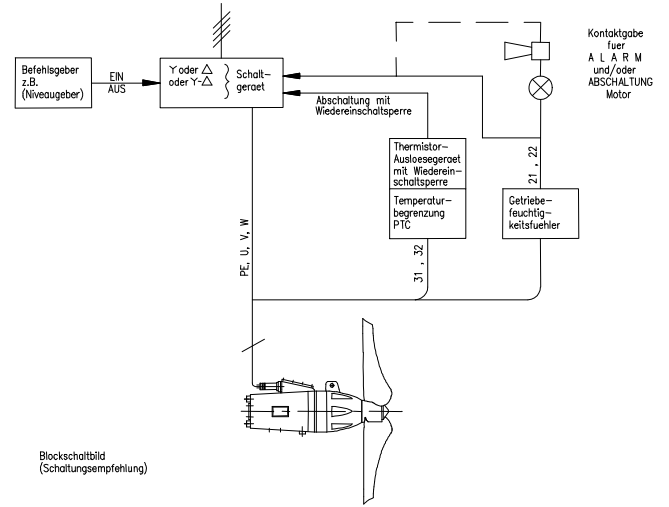 Befehlsgeber
z.B.
(Niveaugeber)
EIN
AUS
Y oder △
oder Y-△
Schalt-
geraet
Abschaltung mit
Wiedereinschaltsperre
Kontaktgabe
fuer
A L A R M
und/oder
ABSCHALTUNG
Motor
Thermistor-
Ausloesegeraet
mit Wiederein-
schaltsperre
Temperatur-
begrenzung
PTC
21 , 22
Getriebe-
feuchtig-
keitsfuehler
31 , 32
PE, U, V, W
Blockschaltbild
(Schaltungsempfehlung)